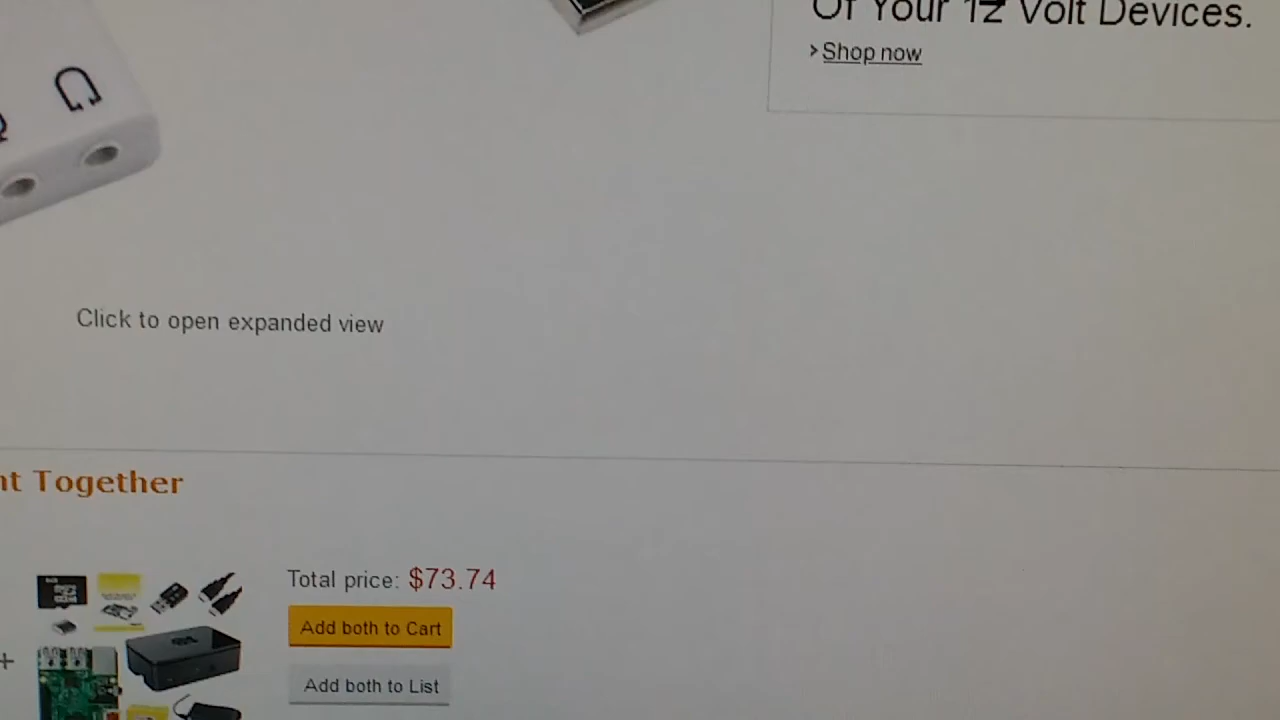 Of Your 12 Volt Devices.
› Shop now
Click to open expanded view
nt Together
Total price: $73.74
+
Add both to Cart
Add both to List